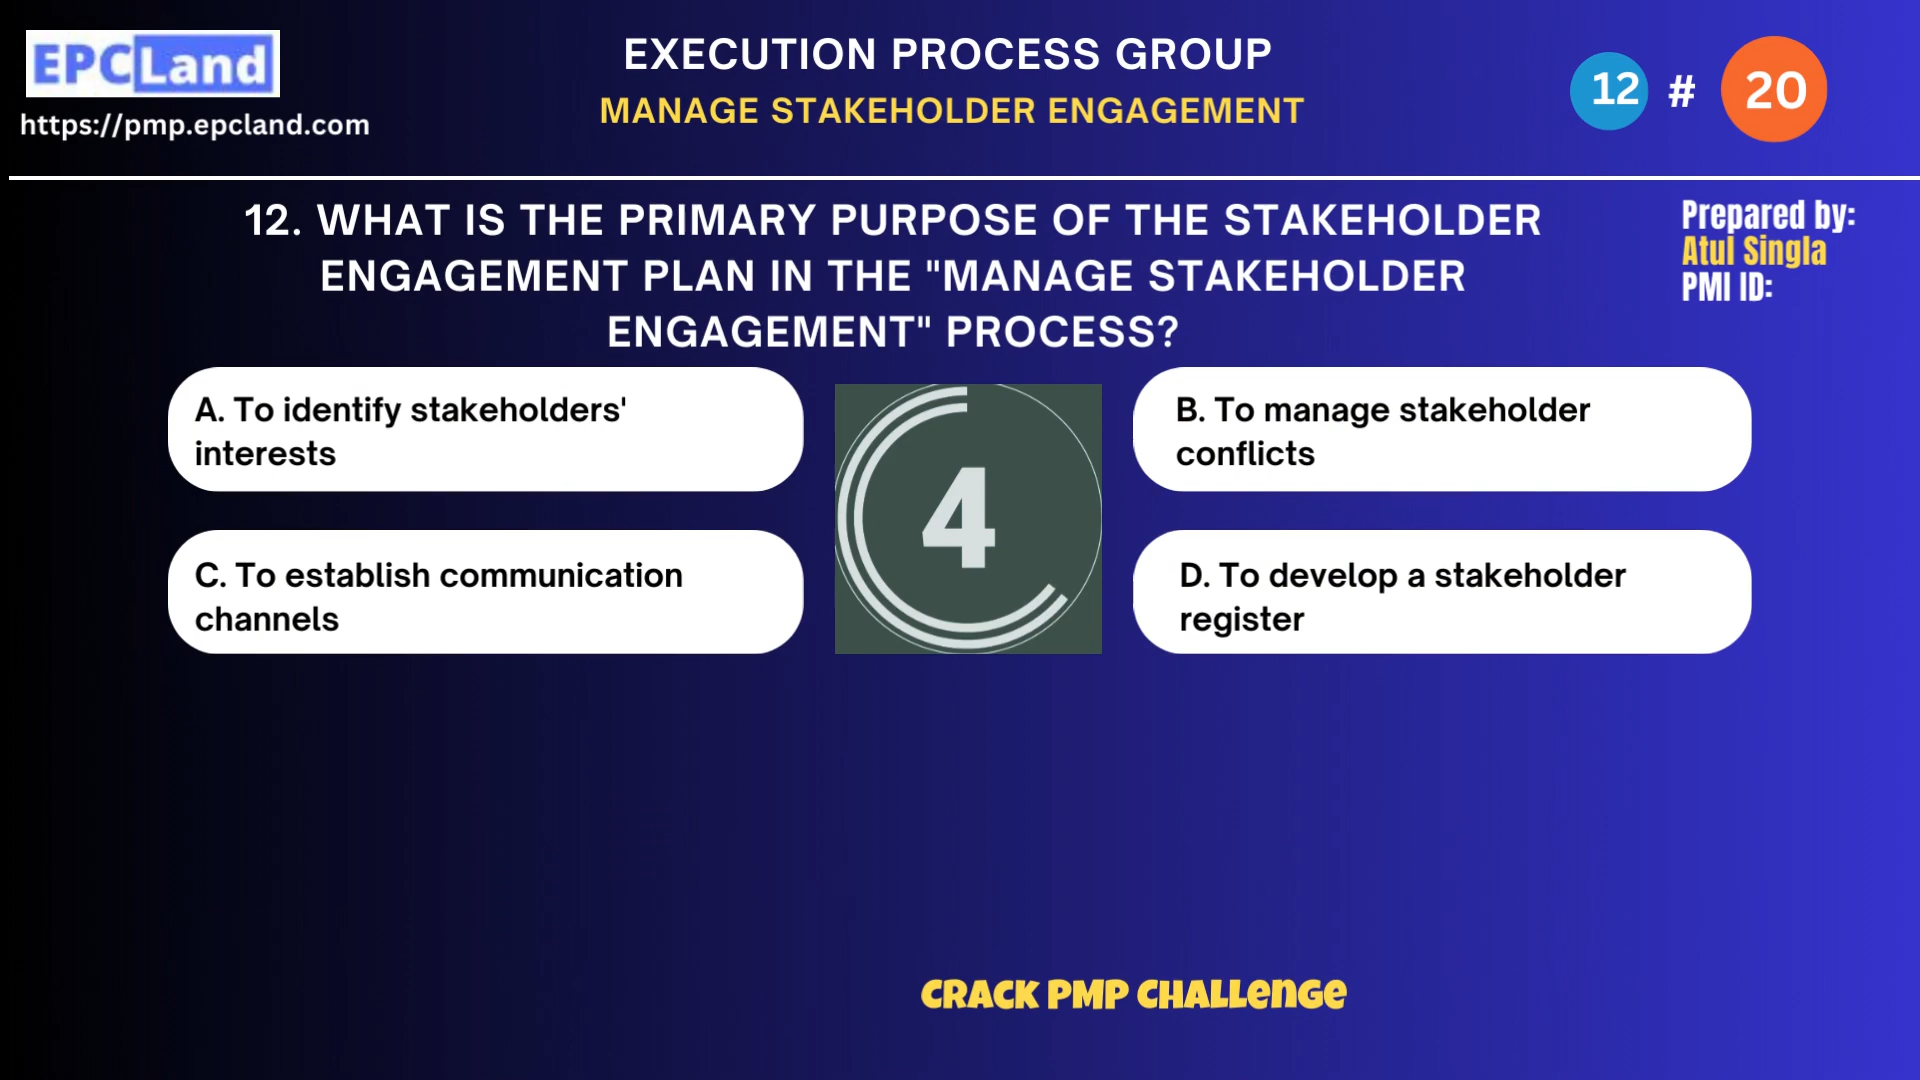 EPCLand
https://pmp.epcland.com
EXECUTION PROCESS GROUP
MANAGE STAKEHOLDER ENGAGEMENT
12 # 20
12. WHAT IS THE PRIMARY PURPOSE OF THE STAKEHOLDER
ENGAGEMENT PLAN IN THE "MANAGE STAKEHOLDER
ENGAGEMENT" PROCESS?
Prepared by:
Atul Singla
PMI ID:
A. To identify stakeholders'
interests
B. To manage stakeholder
conflicts
4
C. To establish communication
channels
D. To develop a stakeholder
register
CRACK PMP CHALLENGE